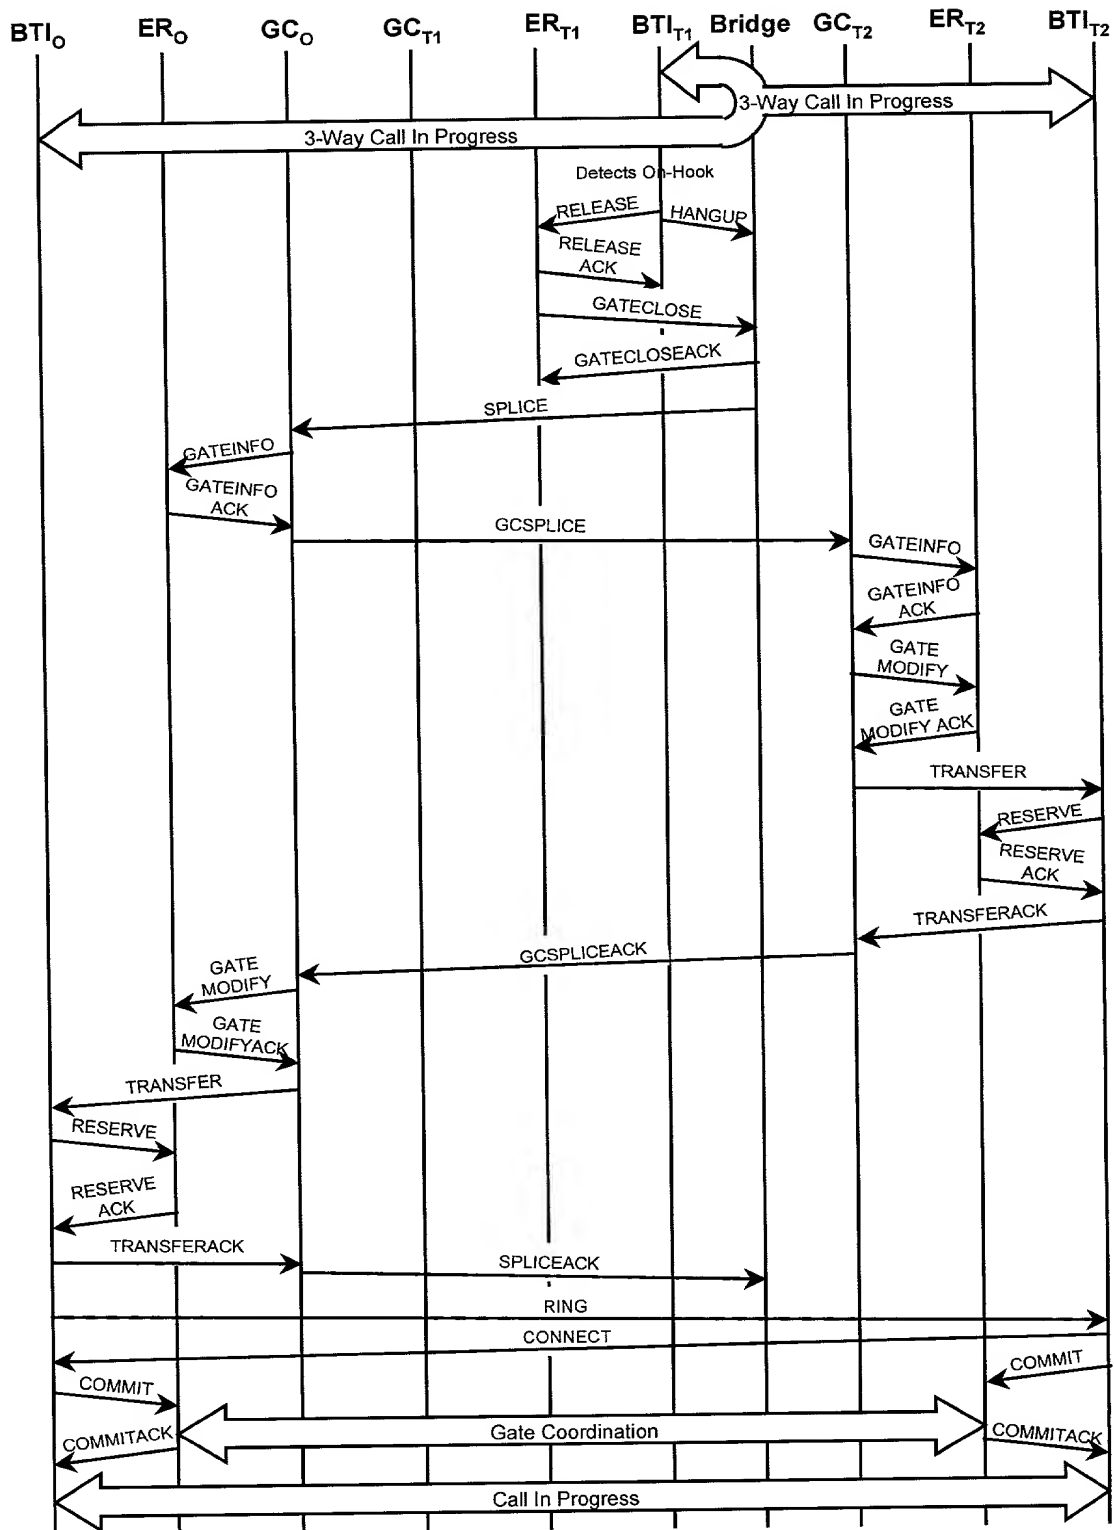 BTIO ERO GCO GCT1 ERT1 BTIT1 Bridge GCT2 ERT2 BTIT2
3-Way Call In Progress
3-Way Call In Progress
Detects On-Hook
RELEASE
HANGUP
RELEASE
ACK
GATECLOSE
GATECLOSEACK
SPLICE
GATEINFO
GATEINFO
ACK
GCSPLICE
GATEINFO
GATEINFO
ACK
GATE
MODIFY
GATE
MODIFY ACK
TRANSFER
RESERVE
RESERVE
ACK
TRANSFERACK
GCSPLICEACK
GATE
MODIFY
GATE
MODIFYACK
TRANSFER
RESERVE
RESERVE
ACK
TRANSFERACK
SPLICEACK
RING
CONNECT
COMMIT
COMMIT
Gate Coordination
COMMITACK
COMMITACK
Call In Progress